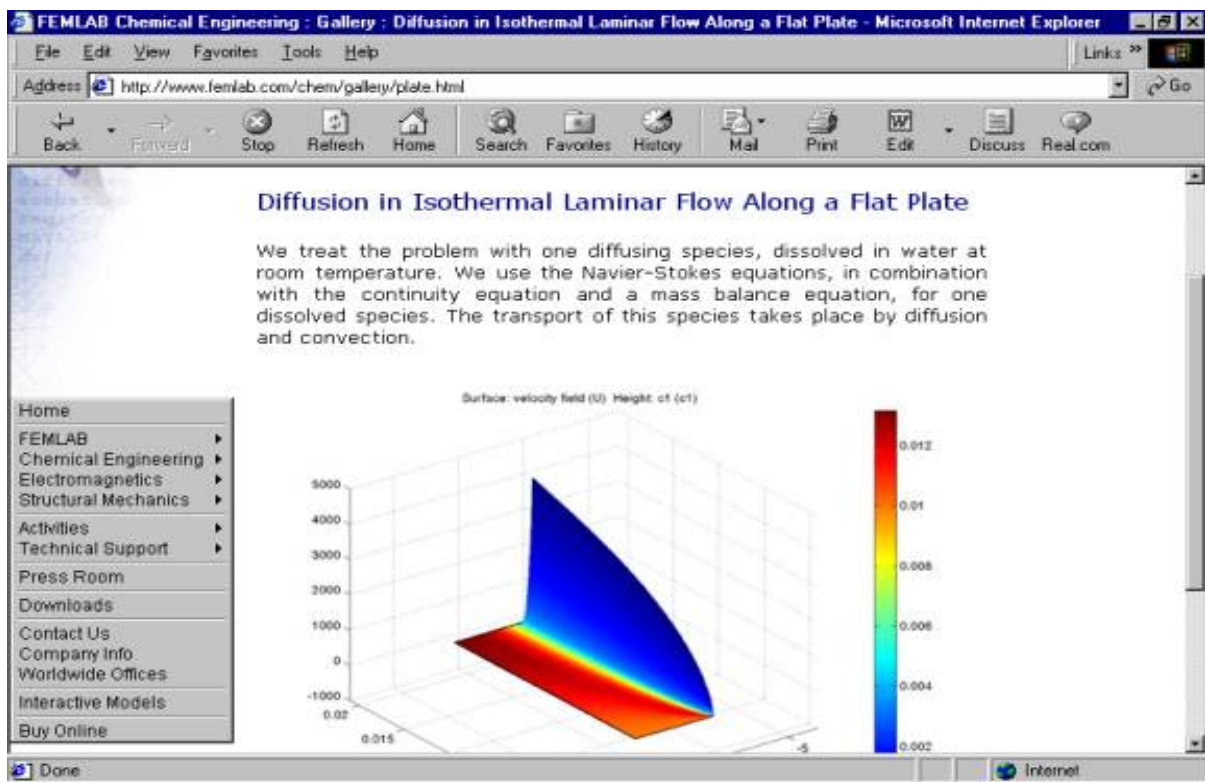 FEMLAB Chemical Engineering : Gallery : Diffusion in Isothermal Laminar Flow Along a Flat Plate - Microsoft Internet Explorer
File Edit View Favorites Tools Help
Links »
Address http://www.femlab.com/chem/gallery/plate.html
Go
Back Forward Stop Refresh Home Search Favorites History Mail Print Edit Discuss Real.com
Diffusion in Isothermal Laminar Flow Along a Flat Plate
We treat the problem with one diffusing species, dissolved in water at
room temperature. We use the Navier-Stokes equations, in combination
with the continuity equation and a mass balance equation, for one
dissolved species. The transport of this species takes place by diffusion
and convection.
Home
FEMLAB
Chemical Engineering
Electromagnetics
Structural Mechanics
Activities
Technical Support
Press Room
Downloads
Contact Us
Company Info
Worldwide Offices
Interactive Models
Buy Online
Surface: velocity field (U) Height: c1 (c1)
5000
4000
3000
2000
1000
0
-1000
0.02
0.015
-5
0.012
0.01
0.008
0.006
0.004
0.002
Done
Internet